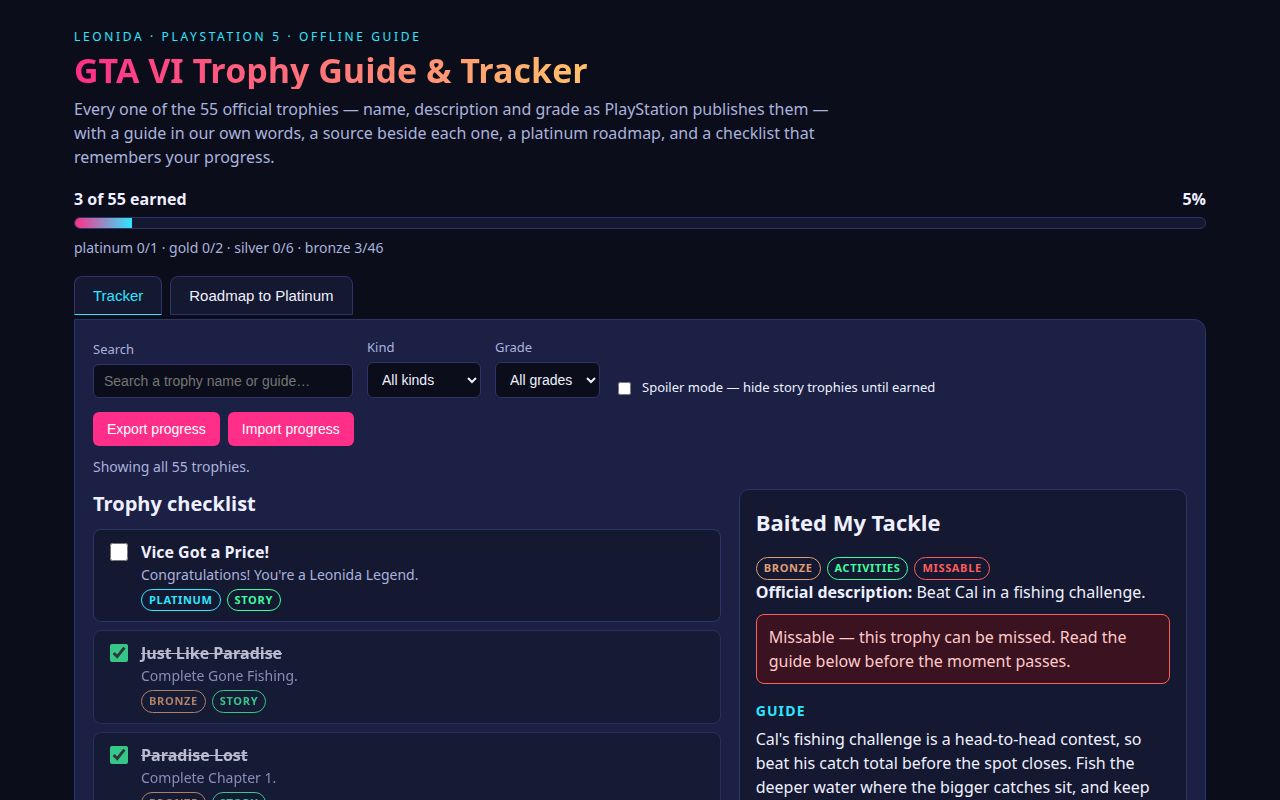 LEONIDA · PLAYSTATION 5 · OFFLINE GUIDE
GTA VI Trophy Guide & Tracker
Every one of the 55 official trophies — name, description and grade as PlayStation publishes them —
with a guide in our own words, a source beside each one, a platinum roadmap, and a checklist that
remembers your progress.
3 of 55 earned
5%
platinum 0/1 · gold 0/2 · silver 0/6 · bronze 3/46
Tracker
Roadmap to Platinum
Search
Kind
Grade
Search a trophy name or guide…
All kinds
All grades
Spoiler mode — hide story trophies until earned
Export progress
Import progress
Showing all 55 trophies.
Trophy checklist
Vice Got a Price!
Congratulations! You're a Leonida Legend.
PLATINUM
STORY
Just Like Paradise
Complete Gone Fishing.
BRONZE
STORY
Paradise Lost
Complete Chapter 1.
BRONZE
STORY
Baited My Tackle
BRONZE
ACTIVITIES
MISSABLE
Official description: Beat Cal in a fishing challenge.
Missable — this trophy can be missed. Read the
guide below before the moment passes.
GUIDE
Cal's fishing challenge is a head-to-head contest, so
beat his catch total before the spot closes. Fish the
deeper water where the bigger catches sit, and keep